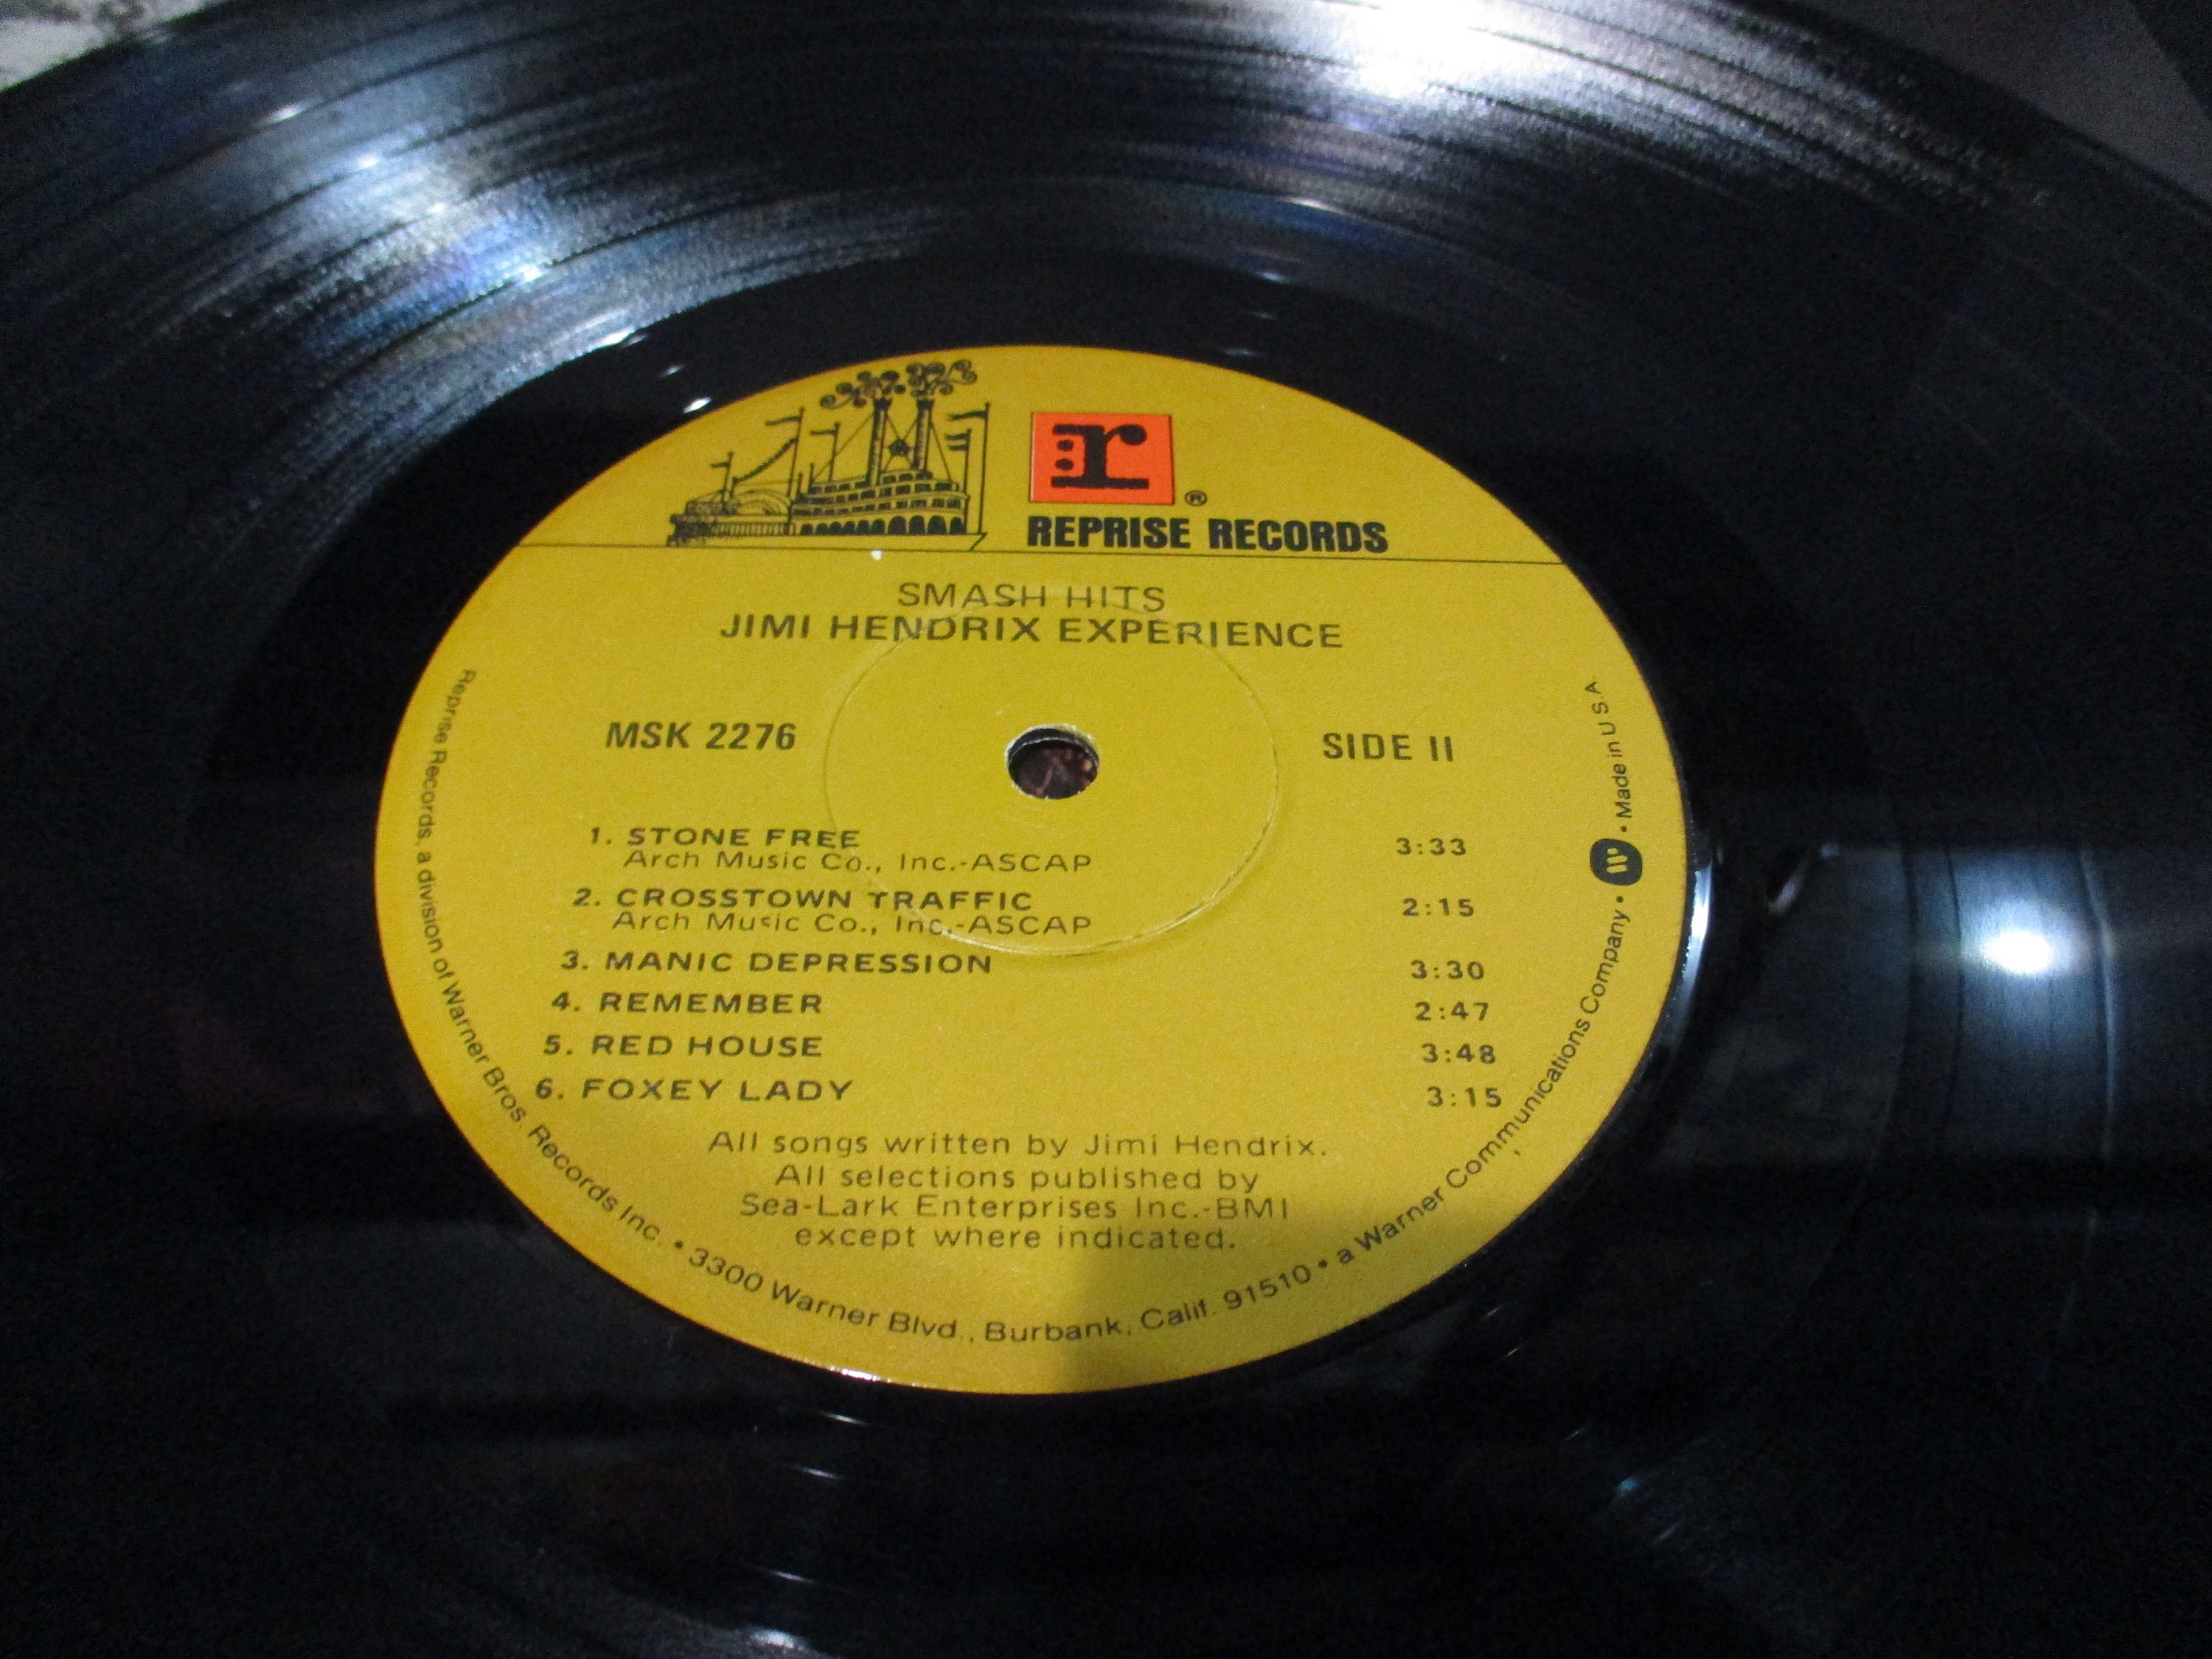 r
®
REPRISE RECORDS
SMASH HITS
JIMI HENDRIX EXPERIENCE
MSK 2276
SIDE II
1. STONE FREE 3:33
Arch Music Co., Inc.-ASCAP
2. CROSSTOWN TRAFFIC 2:15
Arch Music Co., Inc.-ASCAP
3. MANIC DEPRESSION 3:30
4. REMEMBER 2:47
5. RED HOUSE 3:48
6. FOXEY LADY 3:15
All songs written by Jimi Hendrix.
All selections published by
Sea-Lark Enterprises Inc.-BMI
except where indicated.
Reprise Records, a division of Warner Bros. Records Inc. • 3300 Warner Blvd., Burbank, Calif. 91510 • a Warner Communications Company • W • Made in U.S.A.